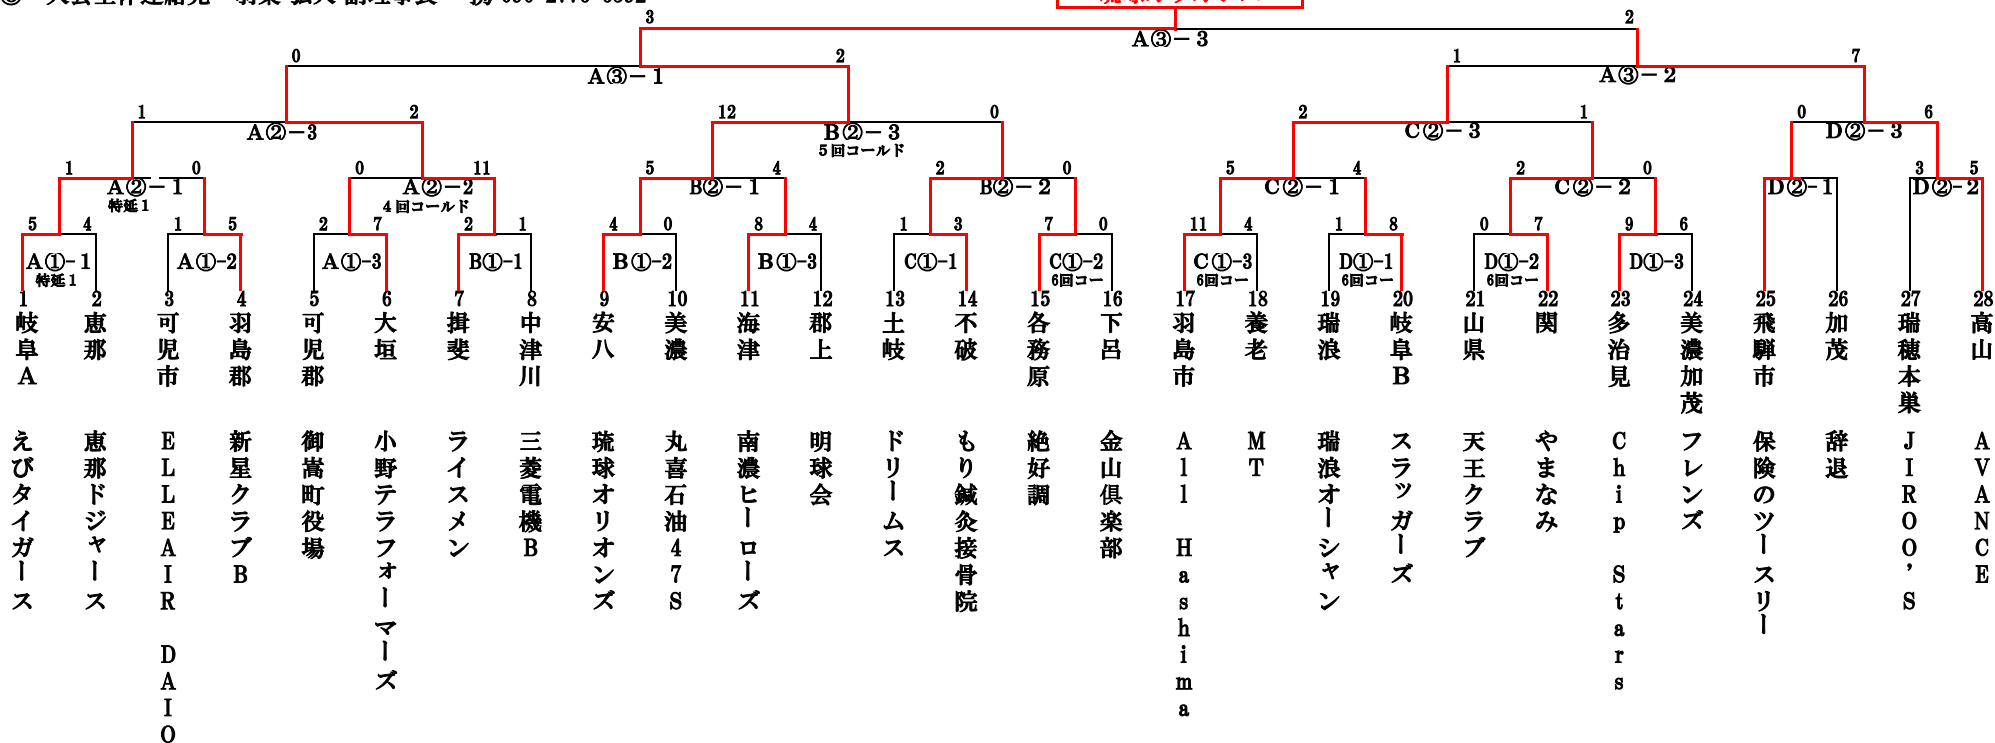 3 2
A③－3
0 2 1 7
A③－1 A③－2
1 2 12 0 2 1 0 6
A②－3 B②－3 C②－3 D②－3
5回コールド
1 0 0 11 5 4 2 0 5 4 2 0 3 5
A②－1 A②－2 B②－1 B②－2 C②－1 C②－2 D②-1 D②-2
特延1 4回コールド
5 4 1 5 2 7 2 1 4 0 8 4 1 3 7 0 11 4 1 8 0 7 9 6
A①-1 A①-2 A①-3 B①-1 B①-2 B①-3 C①-1 C①-2 C①-3 D①-1 D①-2 D①-3
特延1 6回コー 6回コー 6回コー 6回コー
1 2 3 4 5 6 7 8 9 10 11 12 13 14 15 16 17 18 19 20 21 22 23 24 25 26 27 28
岐阜A
恵那
可児市
羽島郡
可児郡
大垣
揖斐
中津川
安八
美濃
海津
郡上
土岐
不破
各務原
下呂
羽島市
養老
瑞浪
岐阜B
山県
関
多治見
美濃加茂
飛騨市
加茂
瑞穂本巣
高山
えびタイガース
恵那ドジャース
ELLEAIR DAIO
新星クラブB
御嵩町役場
小野テラフォーマーズ
ライスメン
三菱電機B
琉球オリオンズ
丸喜石油47S
南濃ヒーローズ
明球会
ドリームス
もり鍼灸接骨院
絶好調
金山倶楽部
All Hashima
MT
瑞浪オーシャン
スラッガーズ
天王クラブ
やまなみ
Chip Stars
フレンズ
保険のツースリー
辞退
JIROO’S
AVANCE